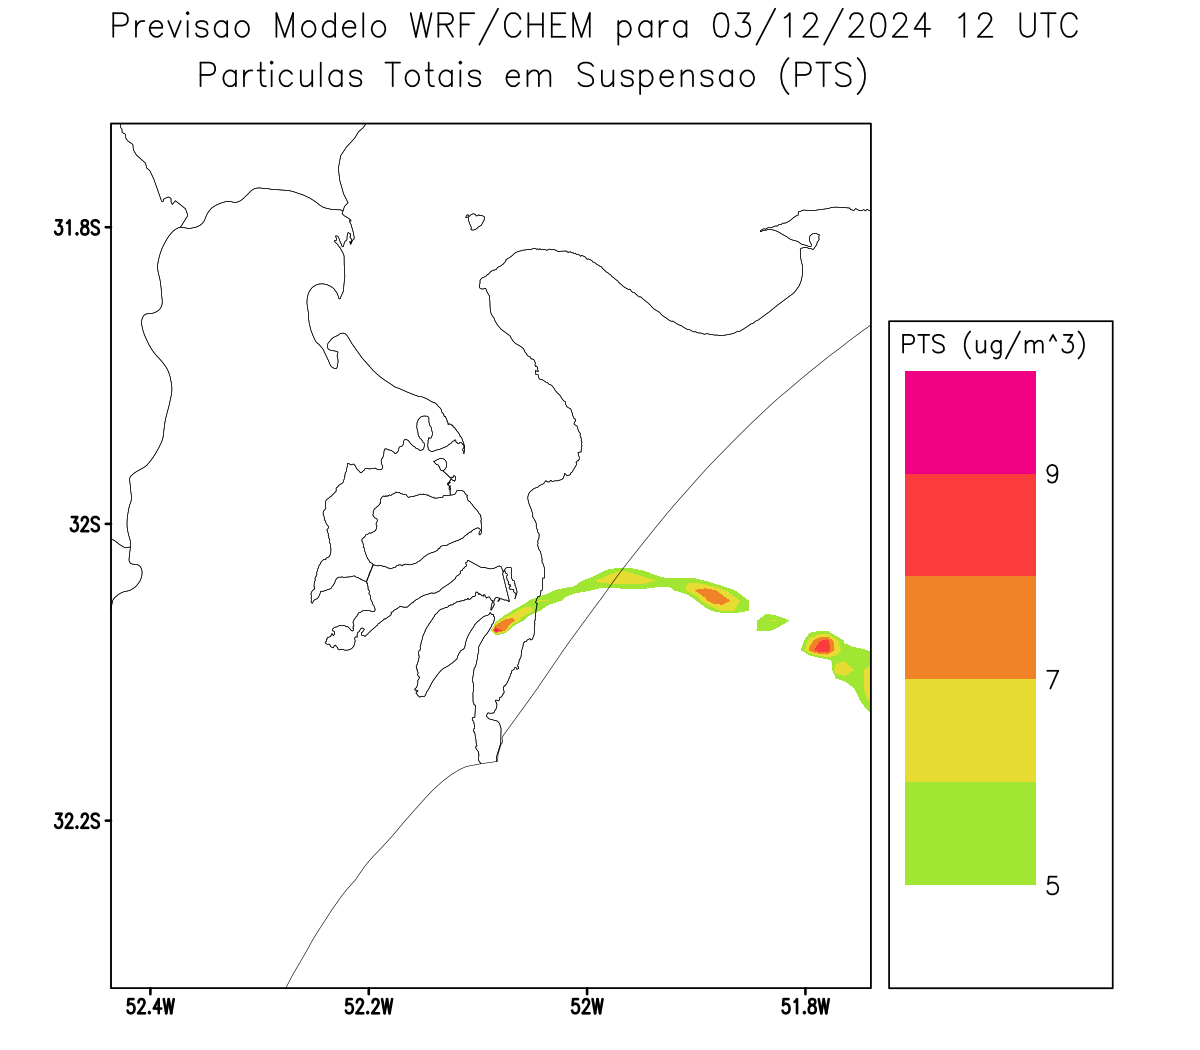 Previsao Modelo WRF/CHEM para 03/12/2024 12 UTC
Particulas Totais em Suspensao (PTS)
31.8S
32S
32.2S
52.4W 52.2W 52W 51.8W
PTS (ug/m^3)
9
7
5